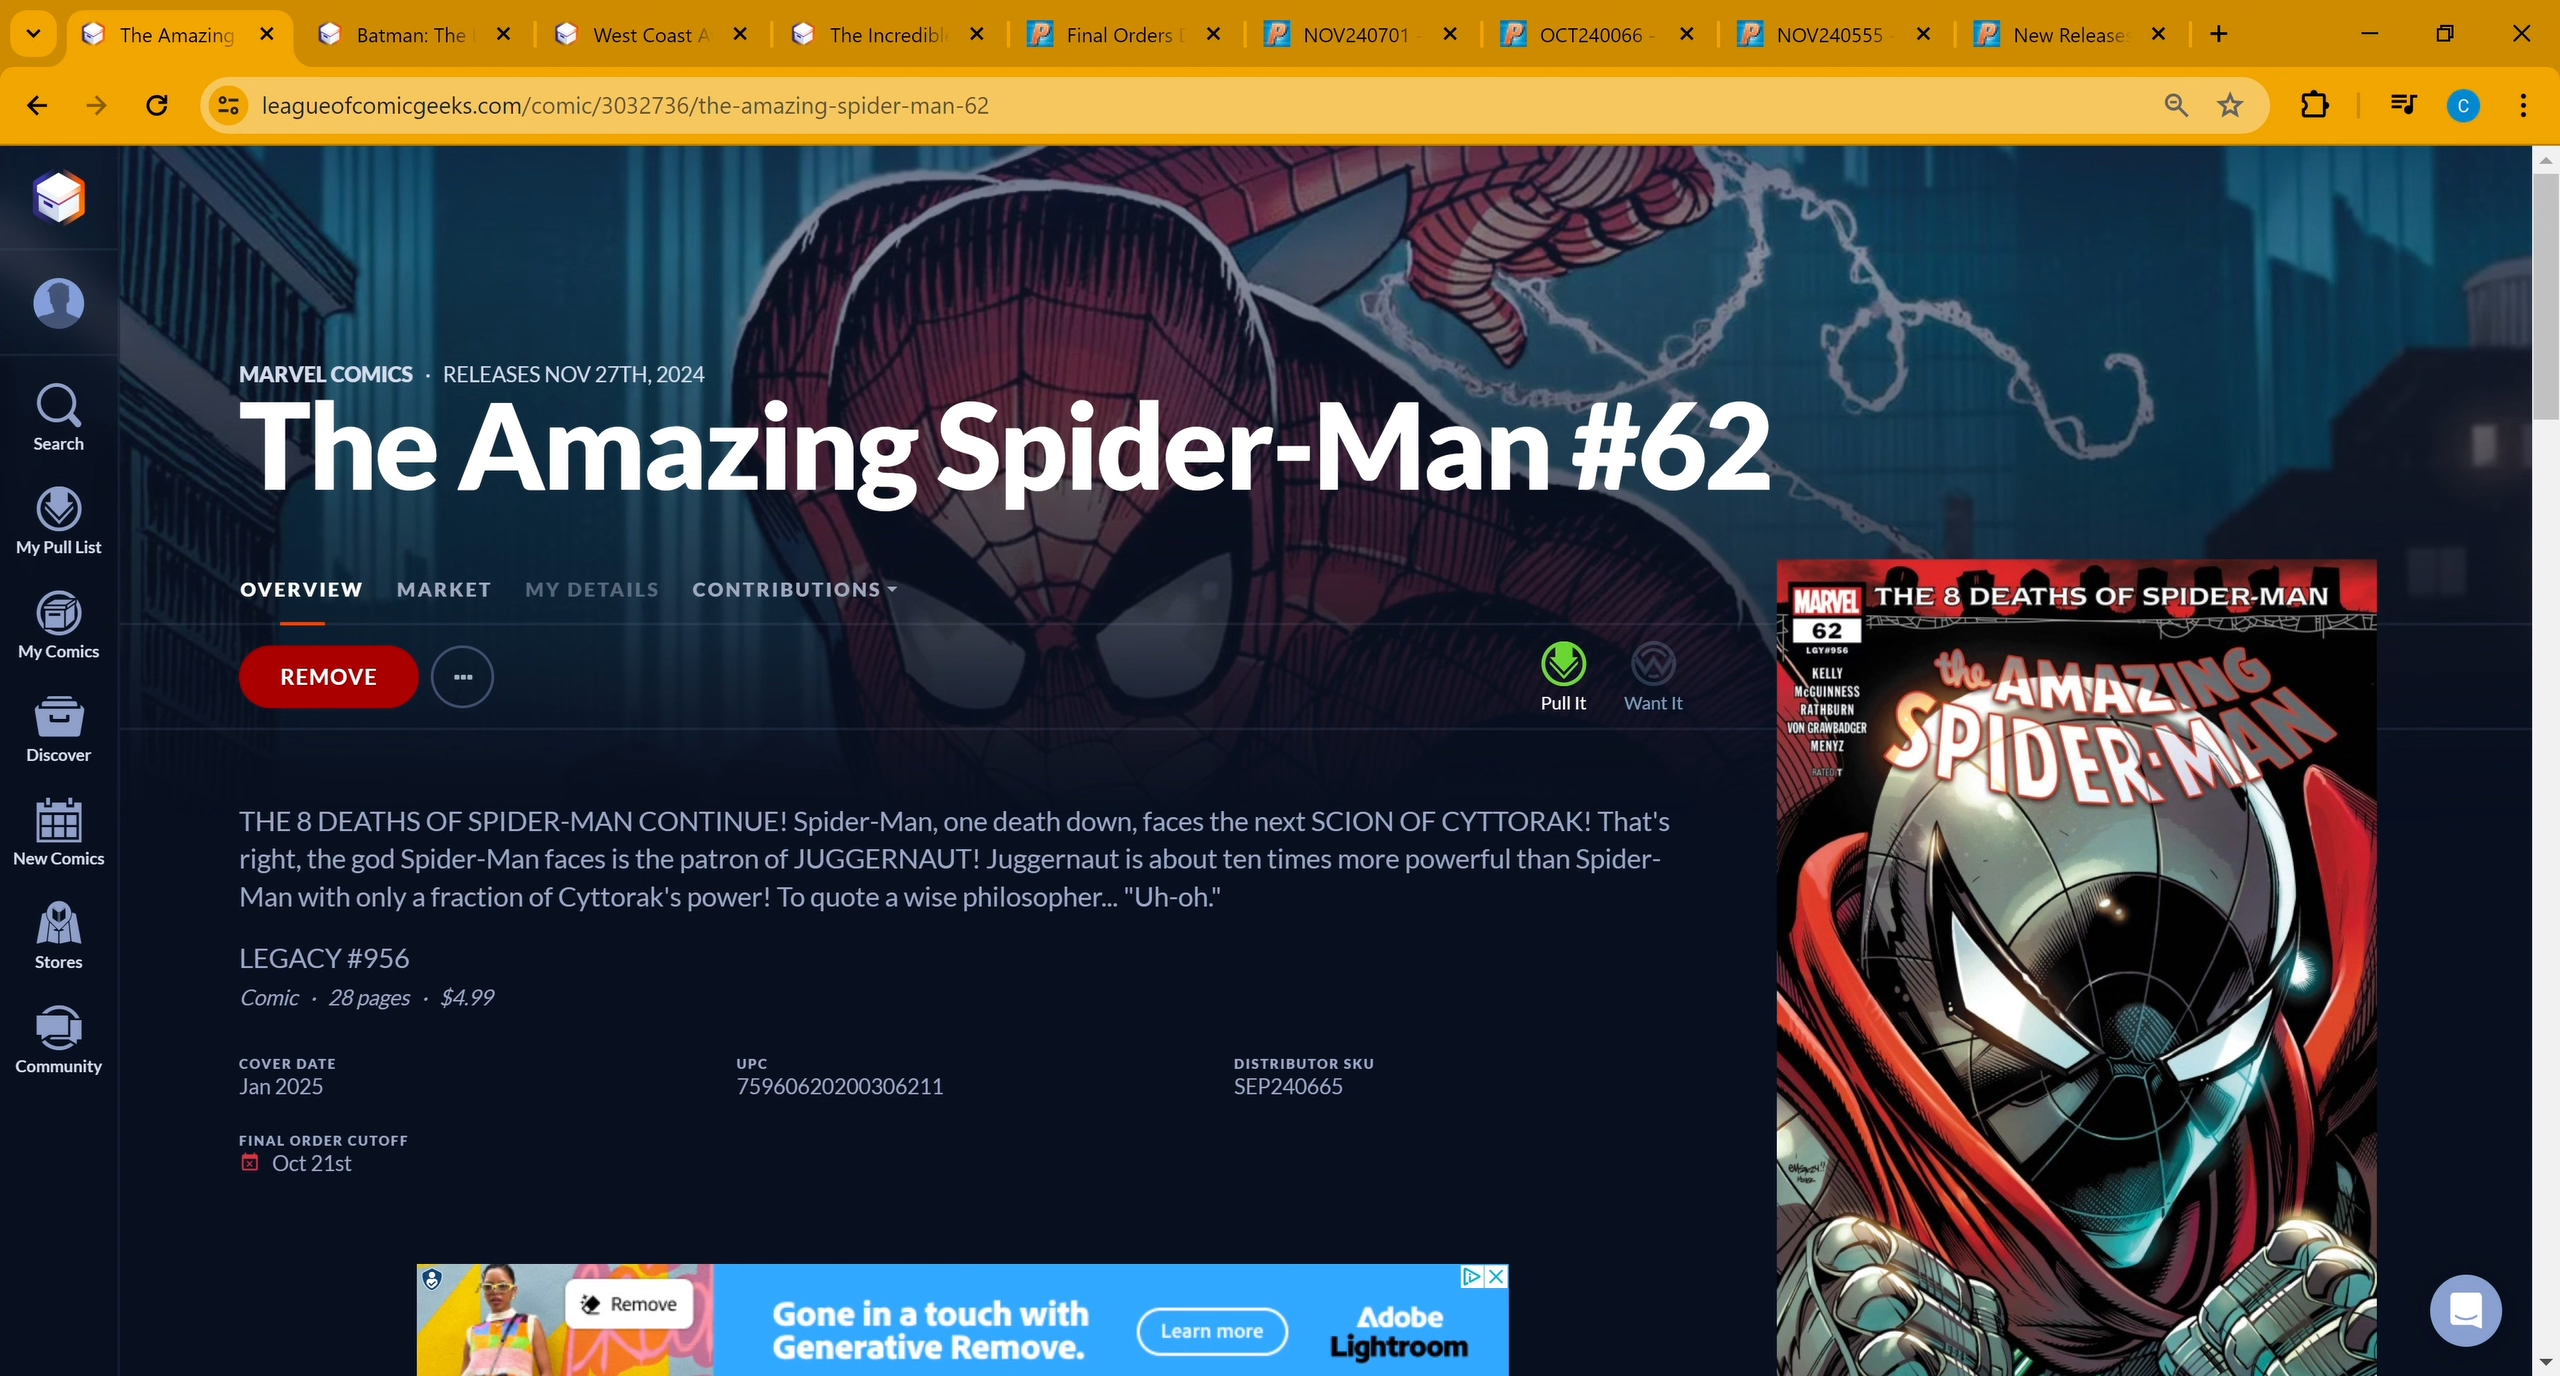 The Amazing
Batman: The
West Coast A
The Incredibl
Final Orders D
NOV240701 -
OCT240066 -
NOV240555 -
New Releases
leagueofcomicgeeks.com/comic/3032736/the-amazing-spider-man-62
C
Search
My Pull List
My Comics
Discover
New Comics
Stores
Community
MARVEL COMICS · RELEASES NOV 27TH, 2024
The Amazing Spider-Man #62
OVERVIEW MARKET MY DETAILS CONTRIBUTIONS
REMOVE
Pull It
Want It
THE 8 DEATHS OF SPIDER-MAN CONTINUE! Spider-Man, one death down, faces the next SCION OF CYTTORAK! That's
right, the god Spider-Man faces is the patron of JUGGERNAUT! Juggernaut is about ten times more powerful than Spider-
Man with only a fraction of Cyttorak's power! To quote a wise philosopher... "Uh-oh."
LEGACY #956
Comic · 28 pages · $4.99
COVER DATE
Jan 2025
UPC
75960620200306211
DISTRIBUTOR SKU
SEP240665
FINAL ORDER CUTOFF
Oct 21st
MARVEL
THE 8 DEATHS OF SPIDER-MAN
62
LGY#956
KELLY
McGUINNESS
RATHBURN
VON GRAWBADGER
MENYZ
RATED T
the AMAZING
SPIDER-MAN
Remove
Gone in a touch with
Generative Remove.
Learn more
Adobe
Lightroom